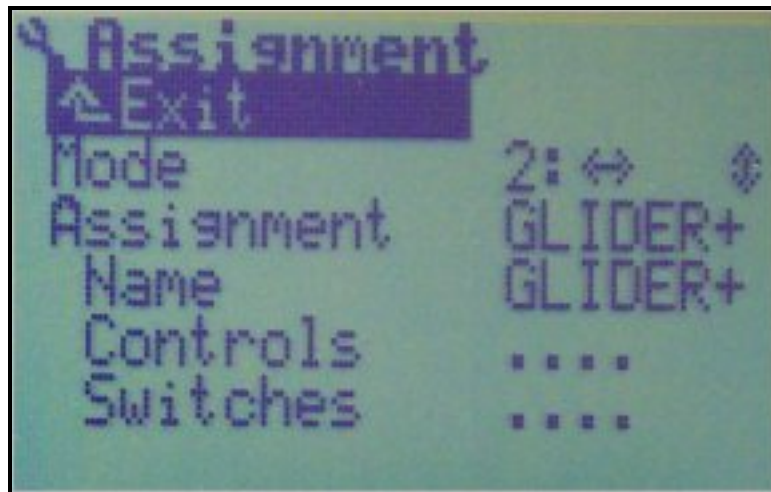 Assignment
Exit
Mode 2: ↔ ↕
Assignment GLIDER+
Name GLIDER+
Controls ....
Switches ....